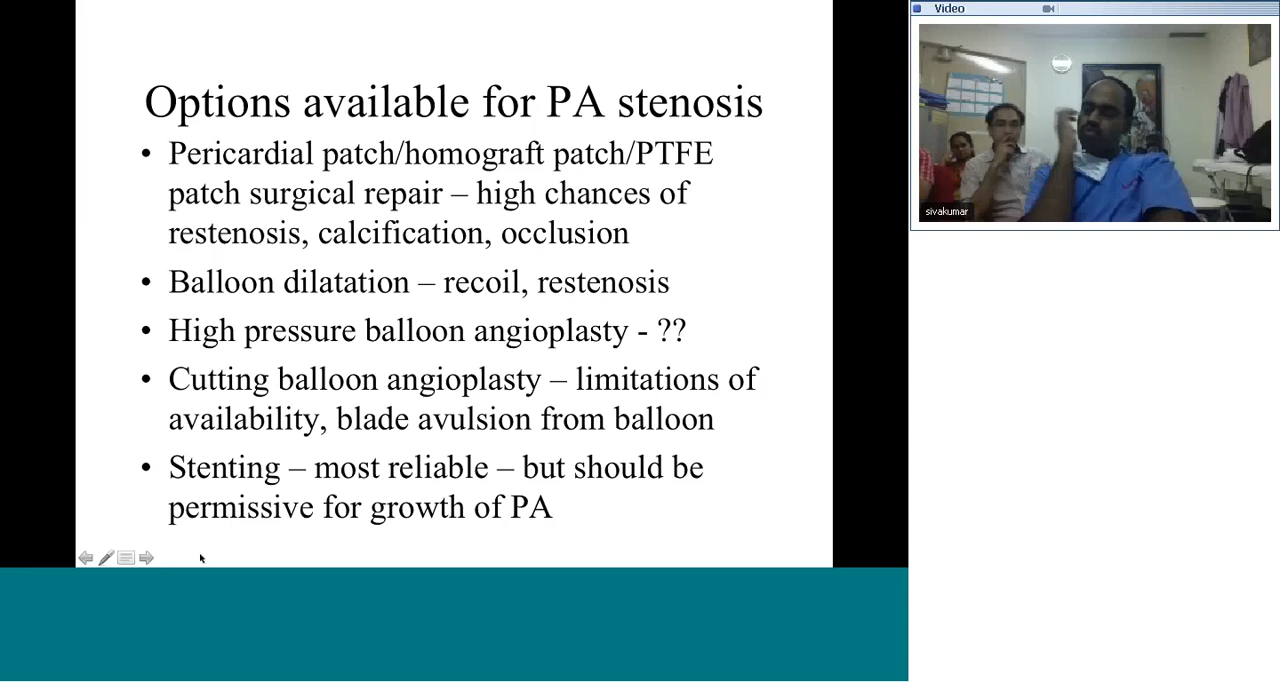 Options available for PA stenosis
• Pericardial patch/homograft patch/PTFE
patch surgical repair – high chances of
restenosis, calcification, occlusion
• Balloon dilatation – recoil, restenosis
• High pressure balloon angioplasty - ??
• Cutting balloon angioplasty – limitations of
availability, blade avulsion from balloon
• Stenting – most reliable – but should be
permissive for growth of PA
Video
sivakumar